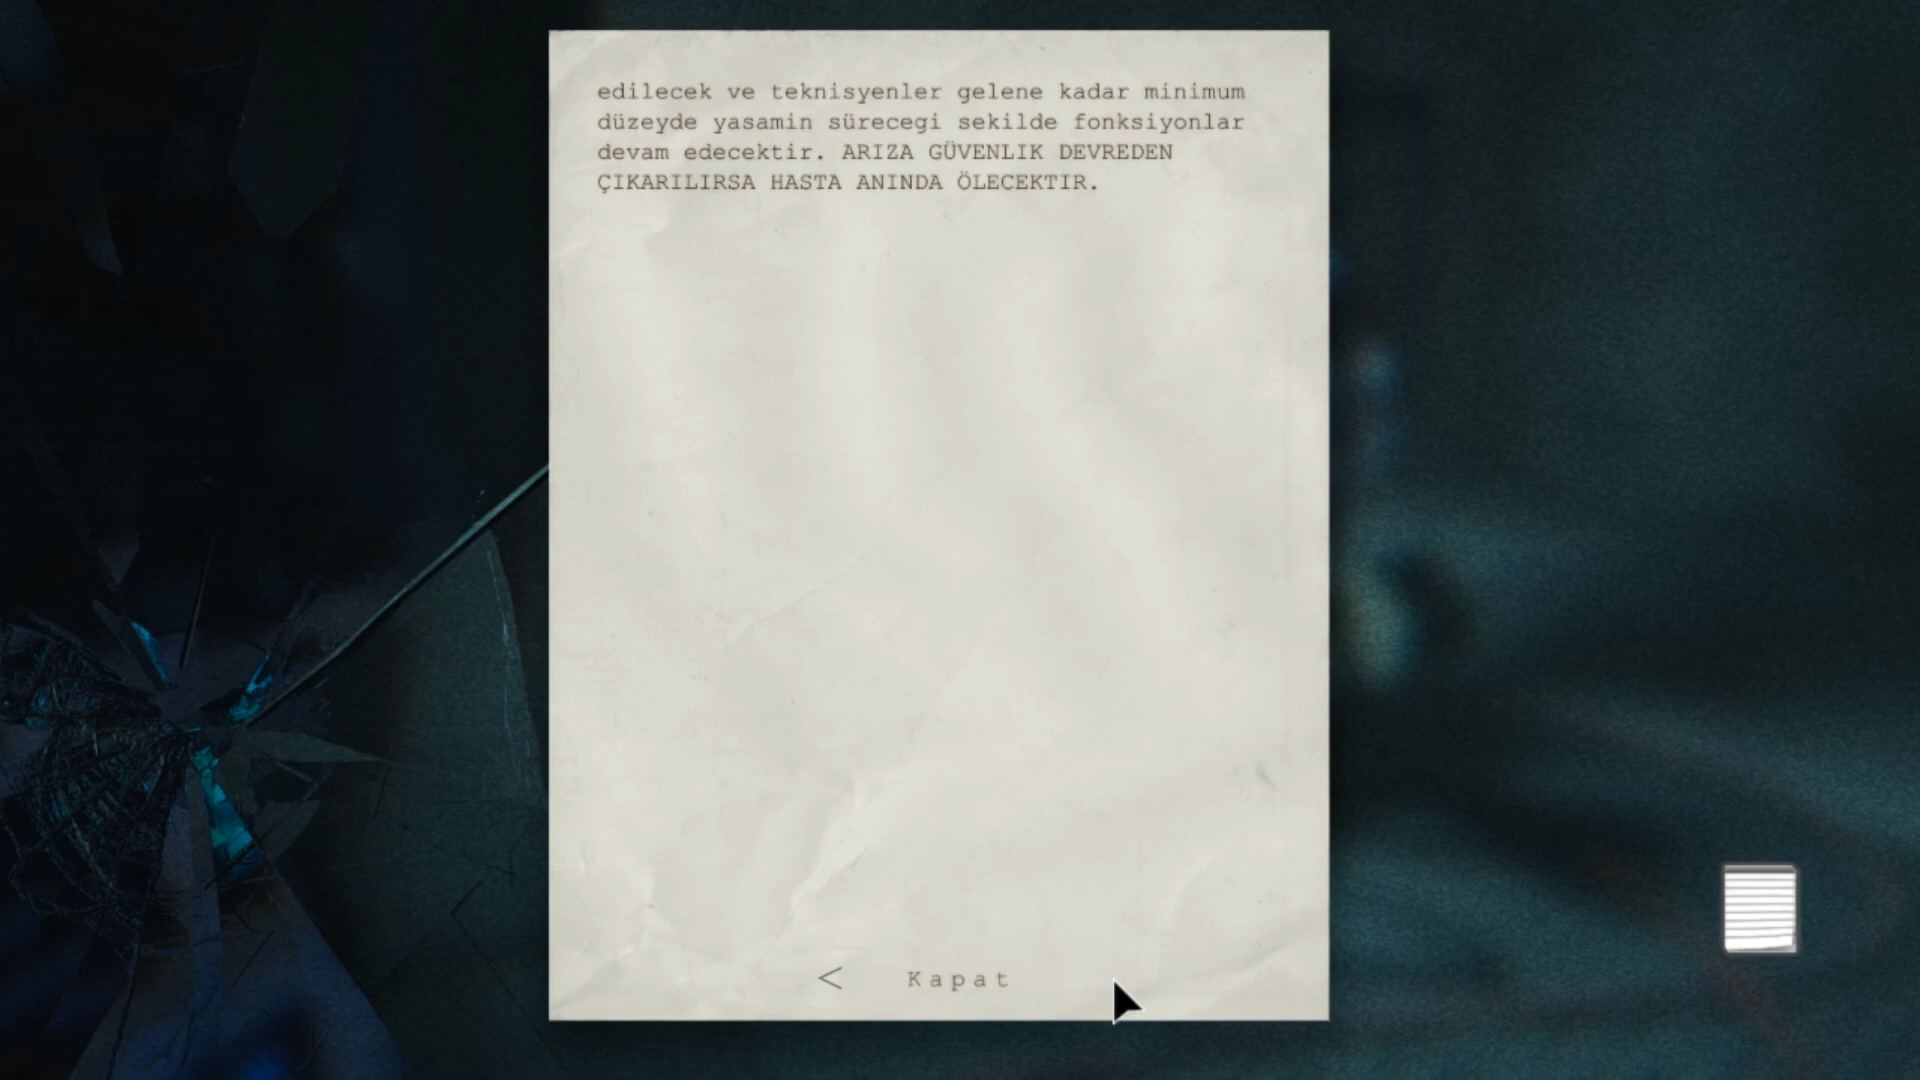 edilecek ve teknisyenler gelene kadar minimum
düzeyde yasamin sürecegi sekilde fonksiyonlar
devam edecektir. ARIZA GÜVENLIK DEVREDEN
ÇIKARILIRSA HASTA ANINDA ÖLECEKTIR.
< Kapat